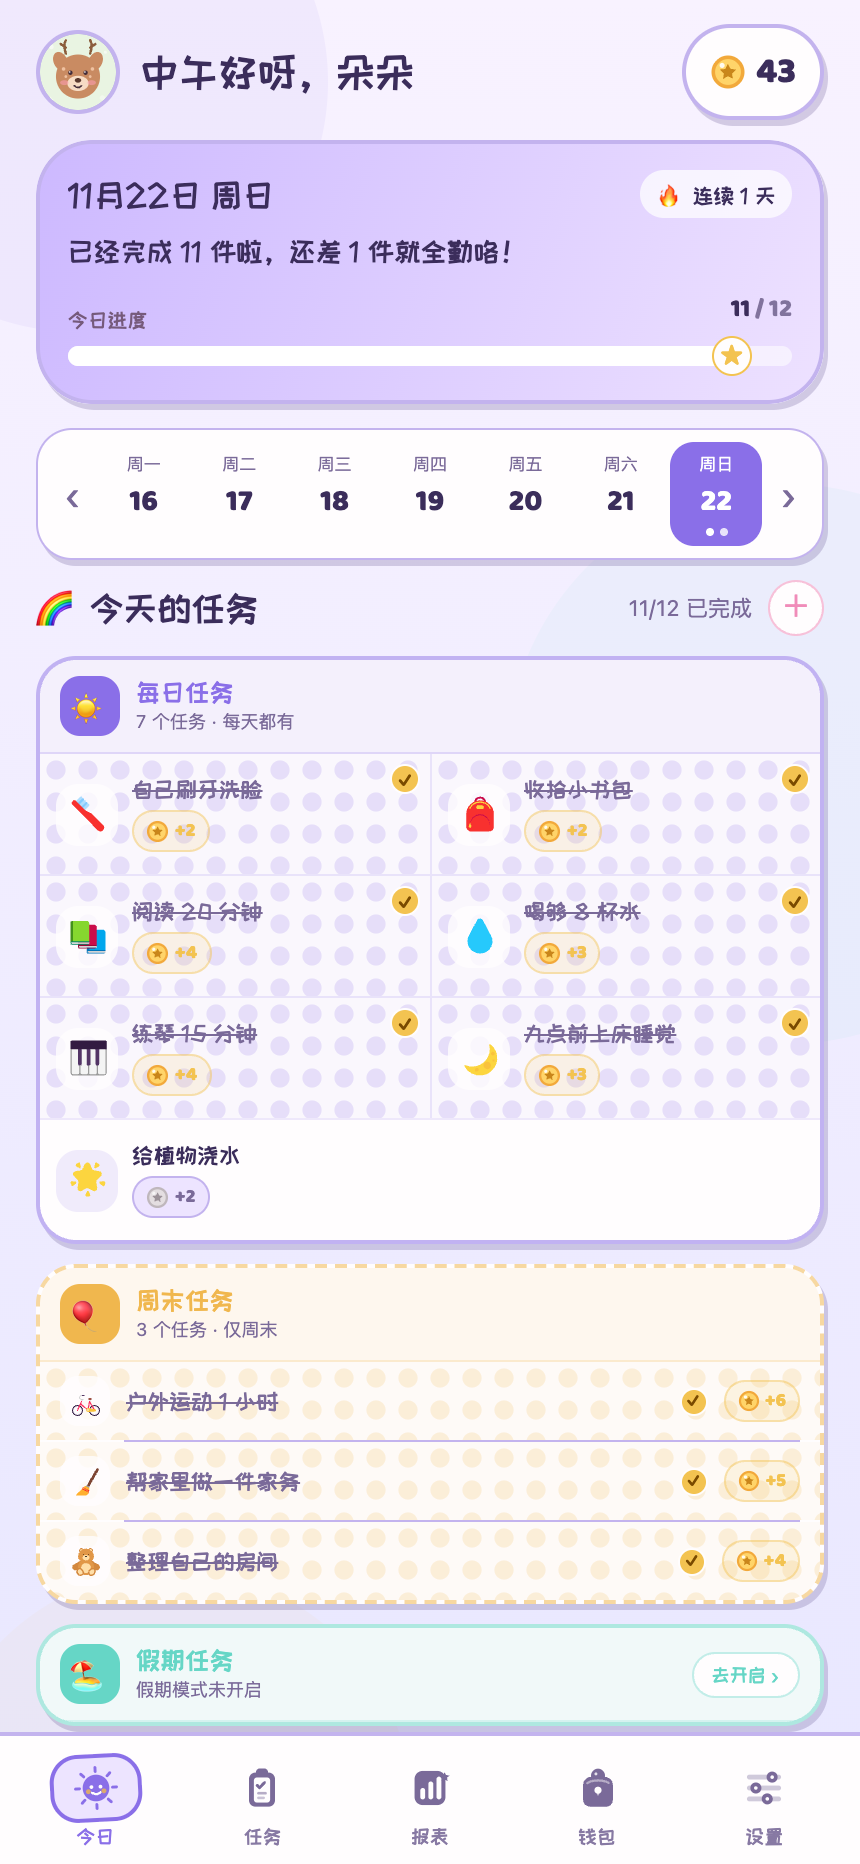 中午好呀，朵朵
43
11月22日 周日
连续 1 天
已经完成 11 件啦，还差 1 件就全勤咯！
今日进度
11 / 12
周一 周二 周三 周四 周五 周六 周日
‹ 16 17 18 19 20 21 22 ›
今天的任务
11/12 已完成
+
每日任务
7 个任务 · 每天都有
自己刷牙洗脸
+2
收拾小书包
+2
阅读 20 分钟
+4
喝够 8 杯水
+3
练琴 15 分钟
+4
九点前上床睡觉
+3
给植物浇水
+2
周末任务
3 个任务 · 仅周末
户外运动 1 小时
+6
帮家里做一件家务
+5
整理自己的房间
+4
假期任务
假期模式未开启
去开启 ›
今日 任务 报表 钱包 设置